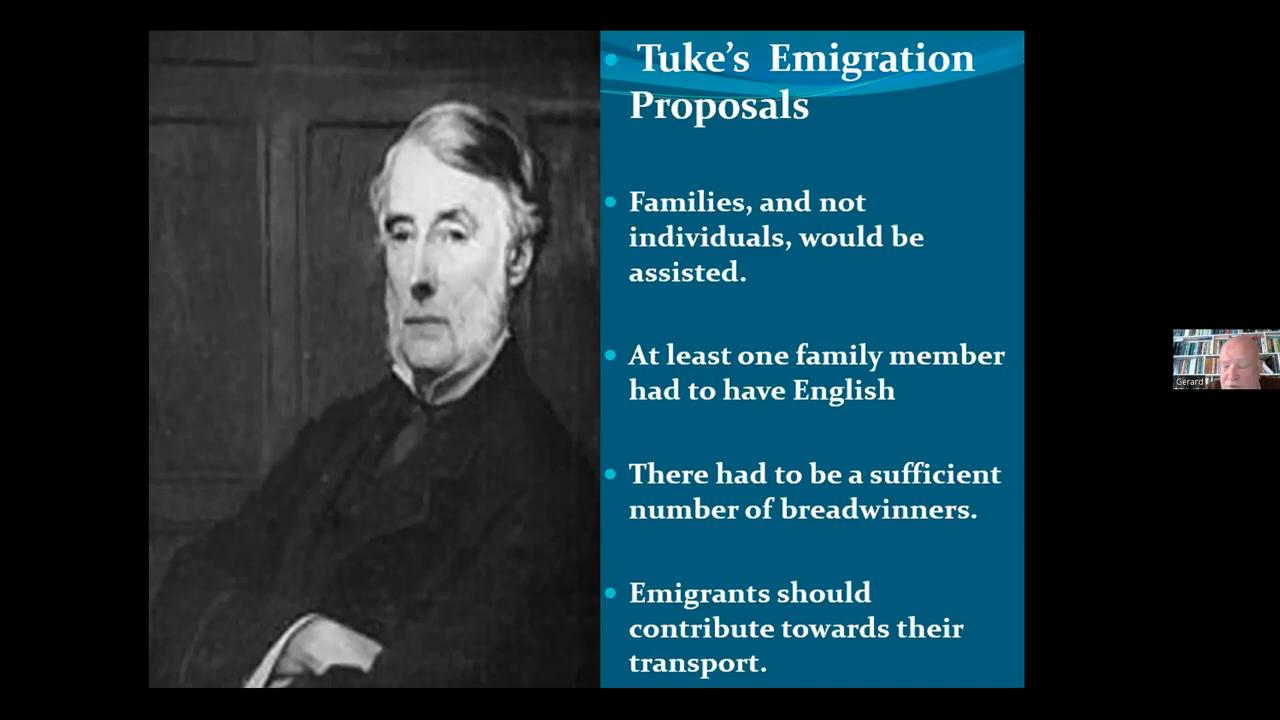 Tuke’s Emigration
Proposals
Families, and not
individuals, would be
assisted.
At least one family member
had to have English
There had to be a sufficient
number of breadwinners.
Emigrants should
contribute towards their
transport.
Gerard